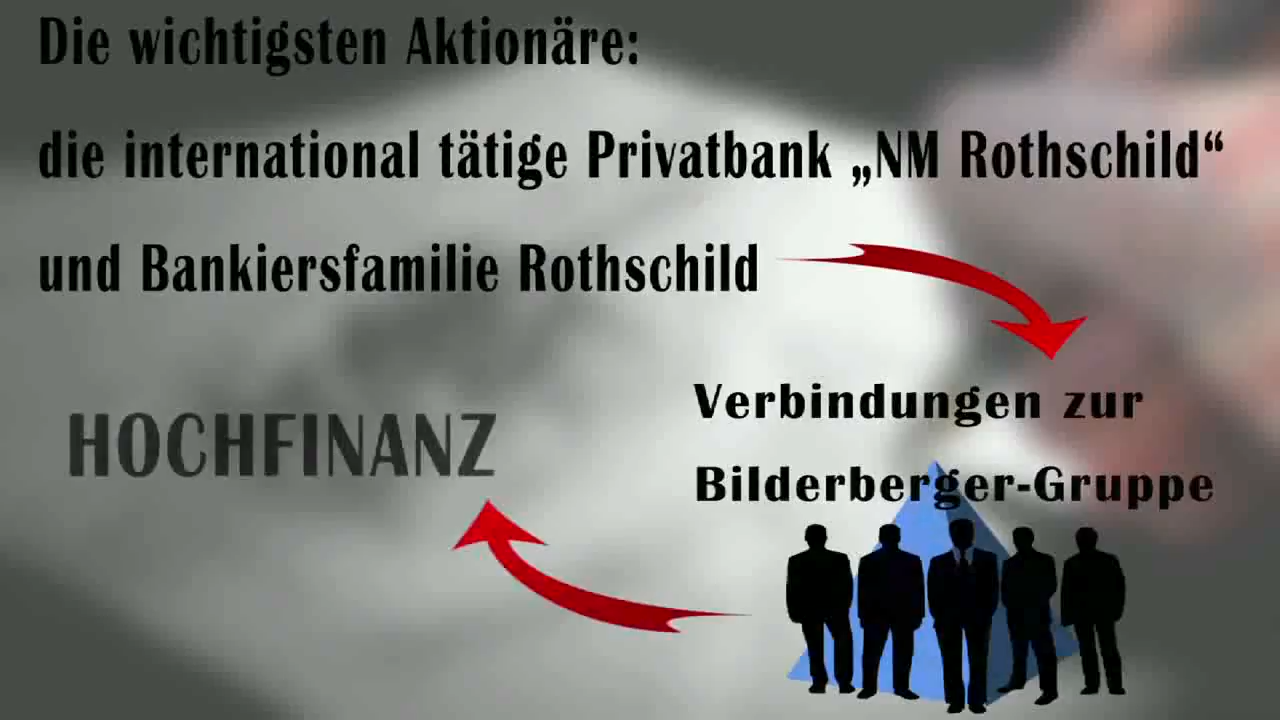 Die wichtigsten Aktionäre:
die international tätige Privatbank „NM Rothschild“
und Bankiersfamilie Rothschild
HOCHFINANZ
Verbindungen zur
Bilderberger-Gruppe